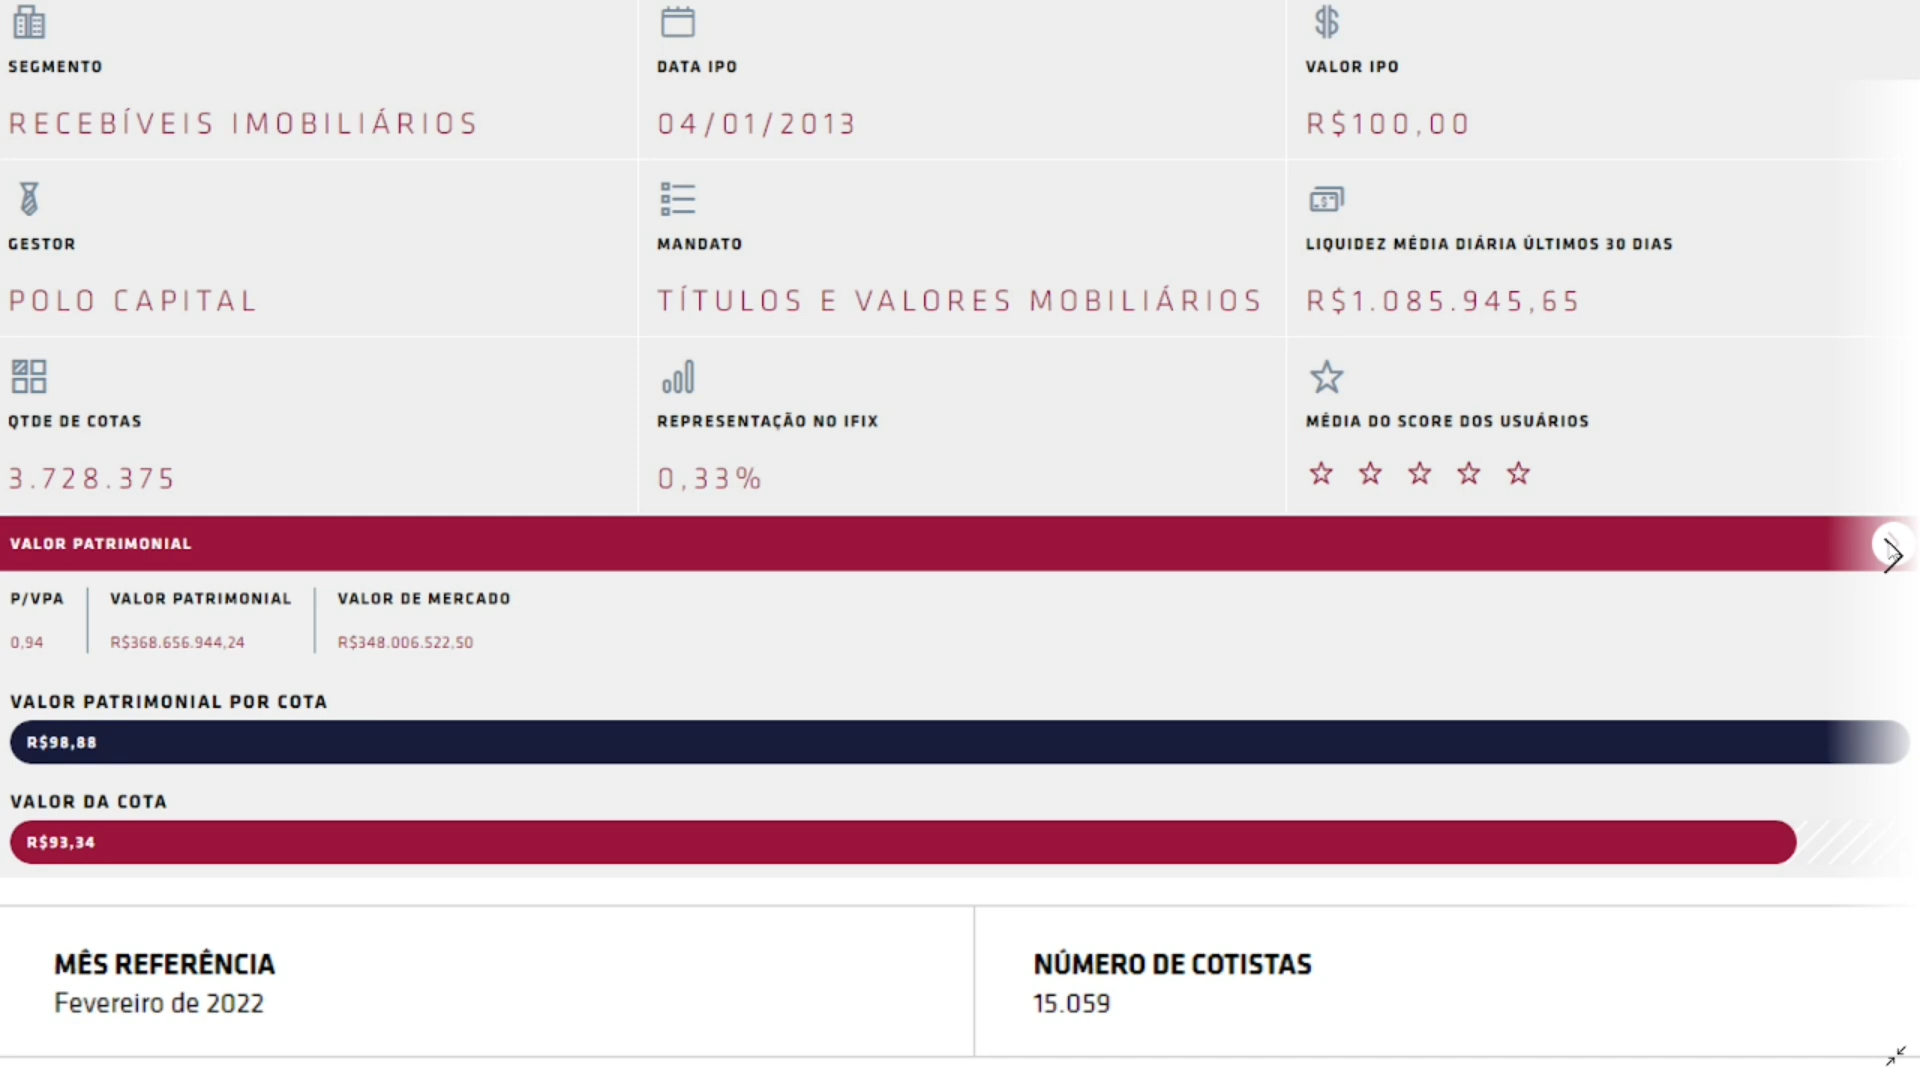 SEGMENTO
RECEBÍVEIS IMOBILIÁRIOS
DATA IPO
04/01/2013
VALOR IPO
R$100,00
GESTOR
POLO CAPITAL
MANDATO
TÍTULOS E VALORES MOBILIÁRIOS
LIQUIDEZ MÉDIA DIÁRIA ÚLTIMOS 30 DIAS
R$1.085.945,65
QTDE DE COTAS
3.728.375
REPRESENTAÇÃO NO IFIX
0,33%
MÉDIA DO SCORE DOS USUÁRIOS
VALOR PATRIMONIAL
P/VPA
0,94
VALOR PATRIMONIAL
R$368.656.944,24
VALOR DE MERCADO
R$348.006.522,50
VALOR PATRIMONIAL POR COTA
R$98,88
VALOR DA COTA
R$93,34
MÊS REFERÊNCIA
Fevereiro de 2022
NÚMERO DE COTISTAS
15.059